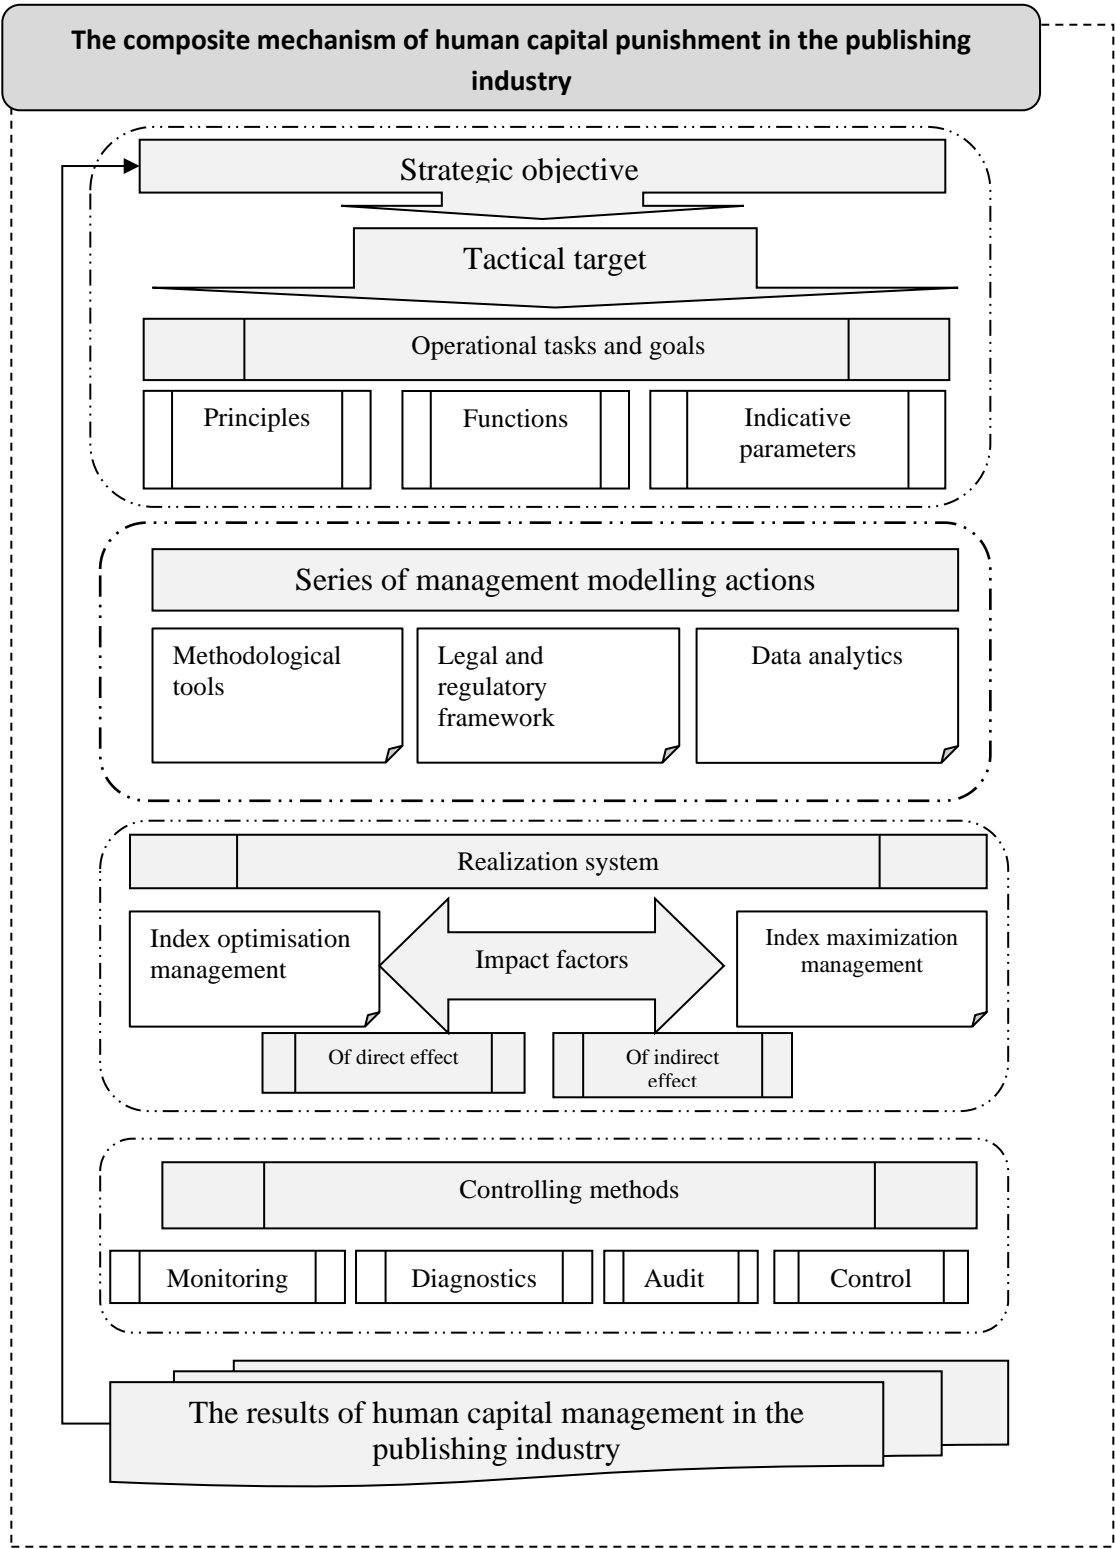 The composite mechanism of human capital punishment in the publishing
industry
Strategic objective
Tactical target
Operational tasks and goals
Principles
Functions
Indicative
parameters
Series of management modelling actions
Methodological
tools
Legal and
regulatory
framework
Data analytics
Realization system
Index optimisation
management
Impact factors
Index maximization
management
Of direct effect
Of indirect
effect
Controlling methods
Monitoring
Diagnostics
Audit
Control
The results of human capital management in the
publishing industry